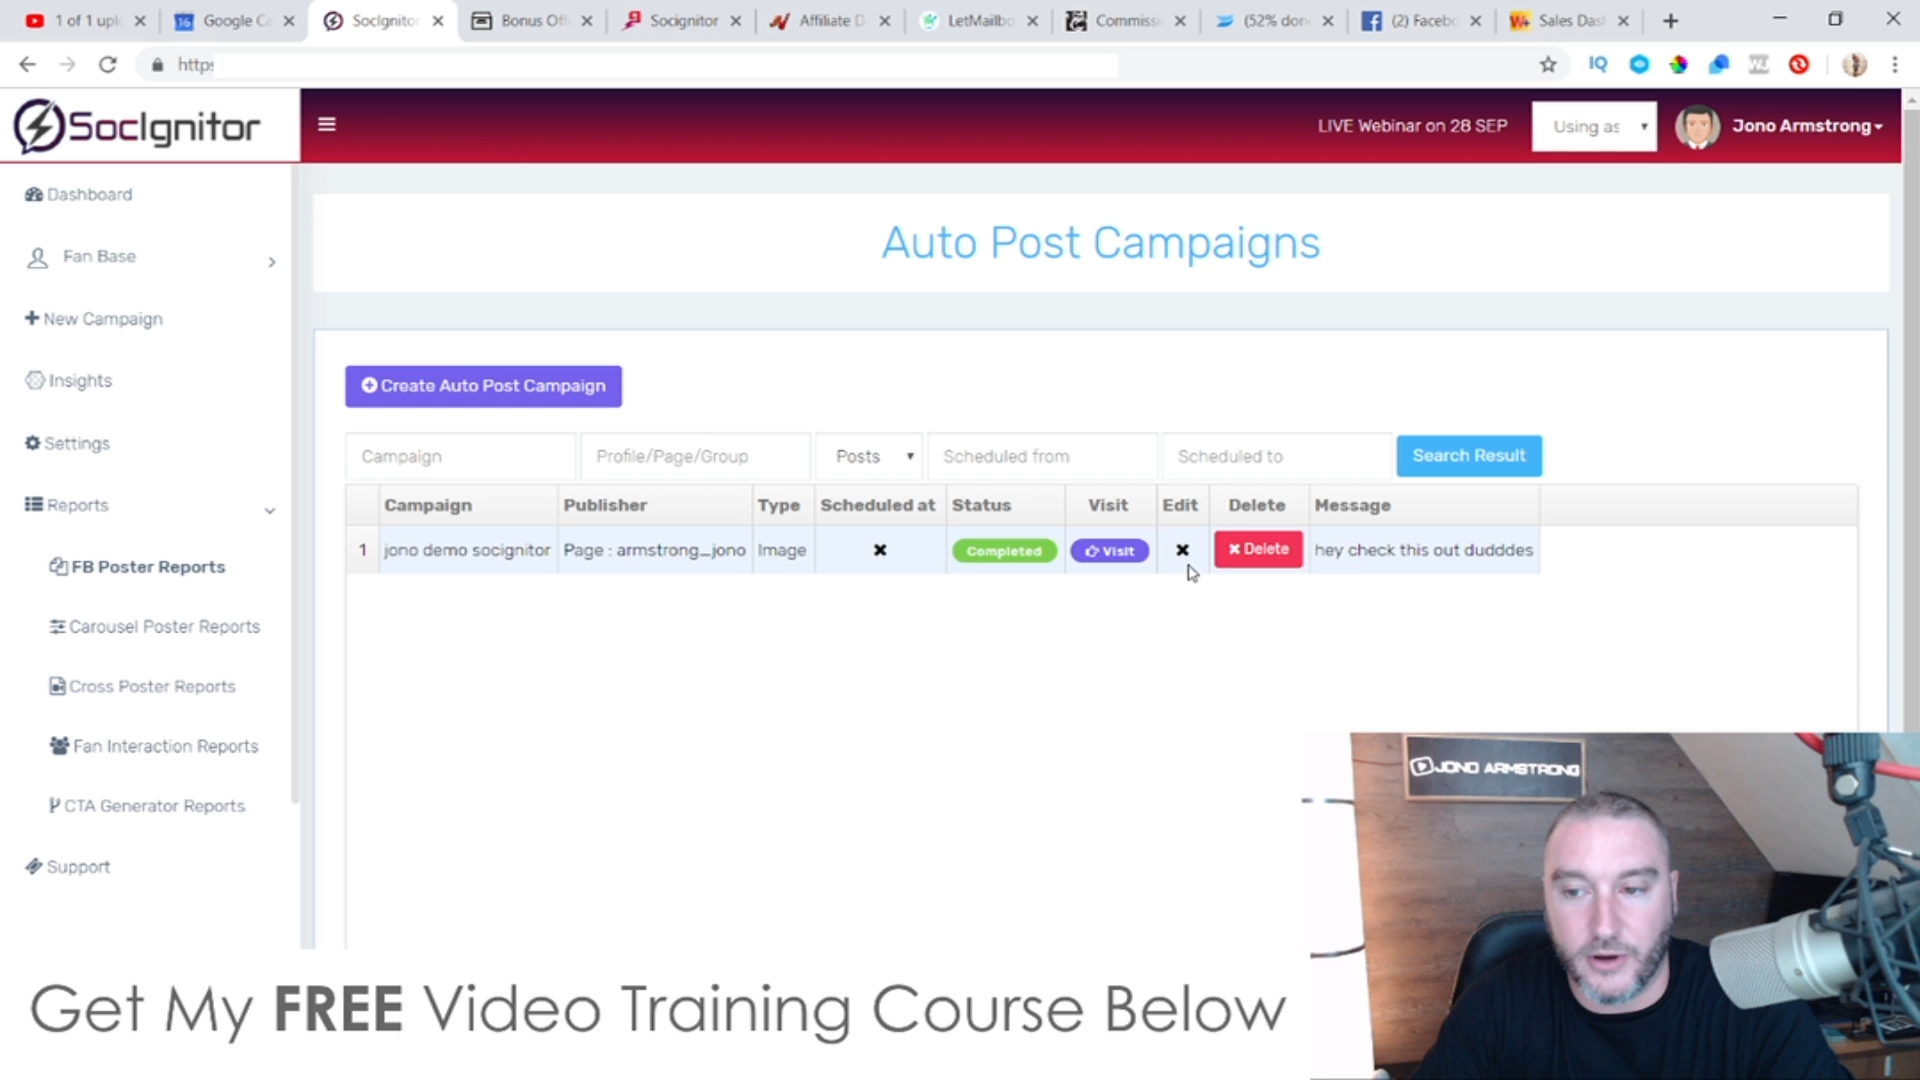 1 of 1 uplo
Google Ca
SocIgnitor
Bonus Off
Socignitor
Affiliate D
LetMailbo
Commissi
(52% don
(2) Facebo
Sales Das
https
IQ
SocIgnitor
LIVE Webinar on 28 SEP
Using as
Jono Armstrong
Dashboard
Fan Base
New Campaign
Insights
Settings
Reports
FB Poster Reports
Carousel Poster Reports
Cross Poster Reports
Fan Interaction Reports
CTA Generator Reports
Support
Auto Post Campaigns
Create Auto Post Campaign
Campaign Profile/Page/Group Posts Scheduled from Scheduled to Search Result
Campaign Publisher Type Scheduled at Status Visit Edit Delete Message
1 jono demo socignitor Page : armstrong_jono Image Completed Visit Delete hey check this out dudddes
JONO ARMSTRONG
Get My FREE Video Training Course Below